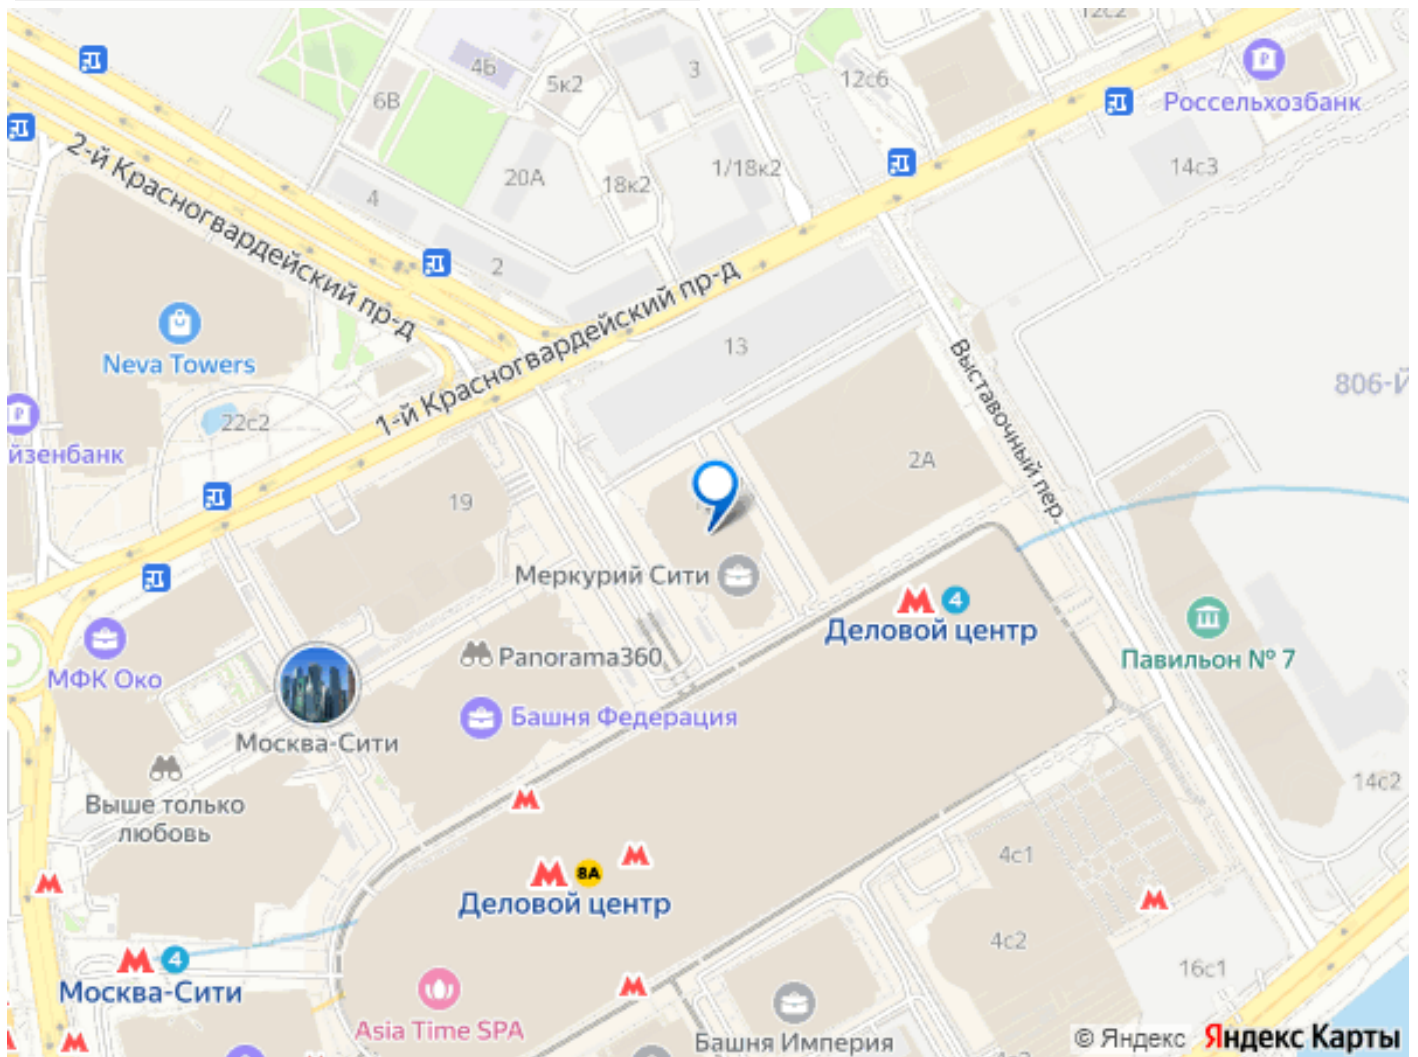 12с2
Россельхозбанк
4Б
3
12с6
5к2
6В
14с3
1/18к2
20А
18к2
2-й Красногвардейский пр-д
4
2
1-й Красногвардейский пр-д
13
Neva Towers
Выставочный пер.
806-Й
22с2
йзенбанк
2А
19
Меркурий Сити
4
Деловой центр
Павильон № 7
МФК Око
Panorama360
Башня Федерация
Москва-Сити
14с2
Выше только
любовь
4с1
8А
Деловой центр
4с2
4
Москва-Сити
16с1
Asia Time SPA
Башня Империя
© Яндекс Яндекс Карты